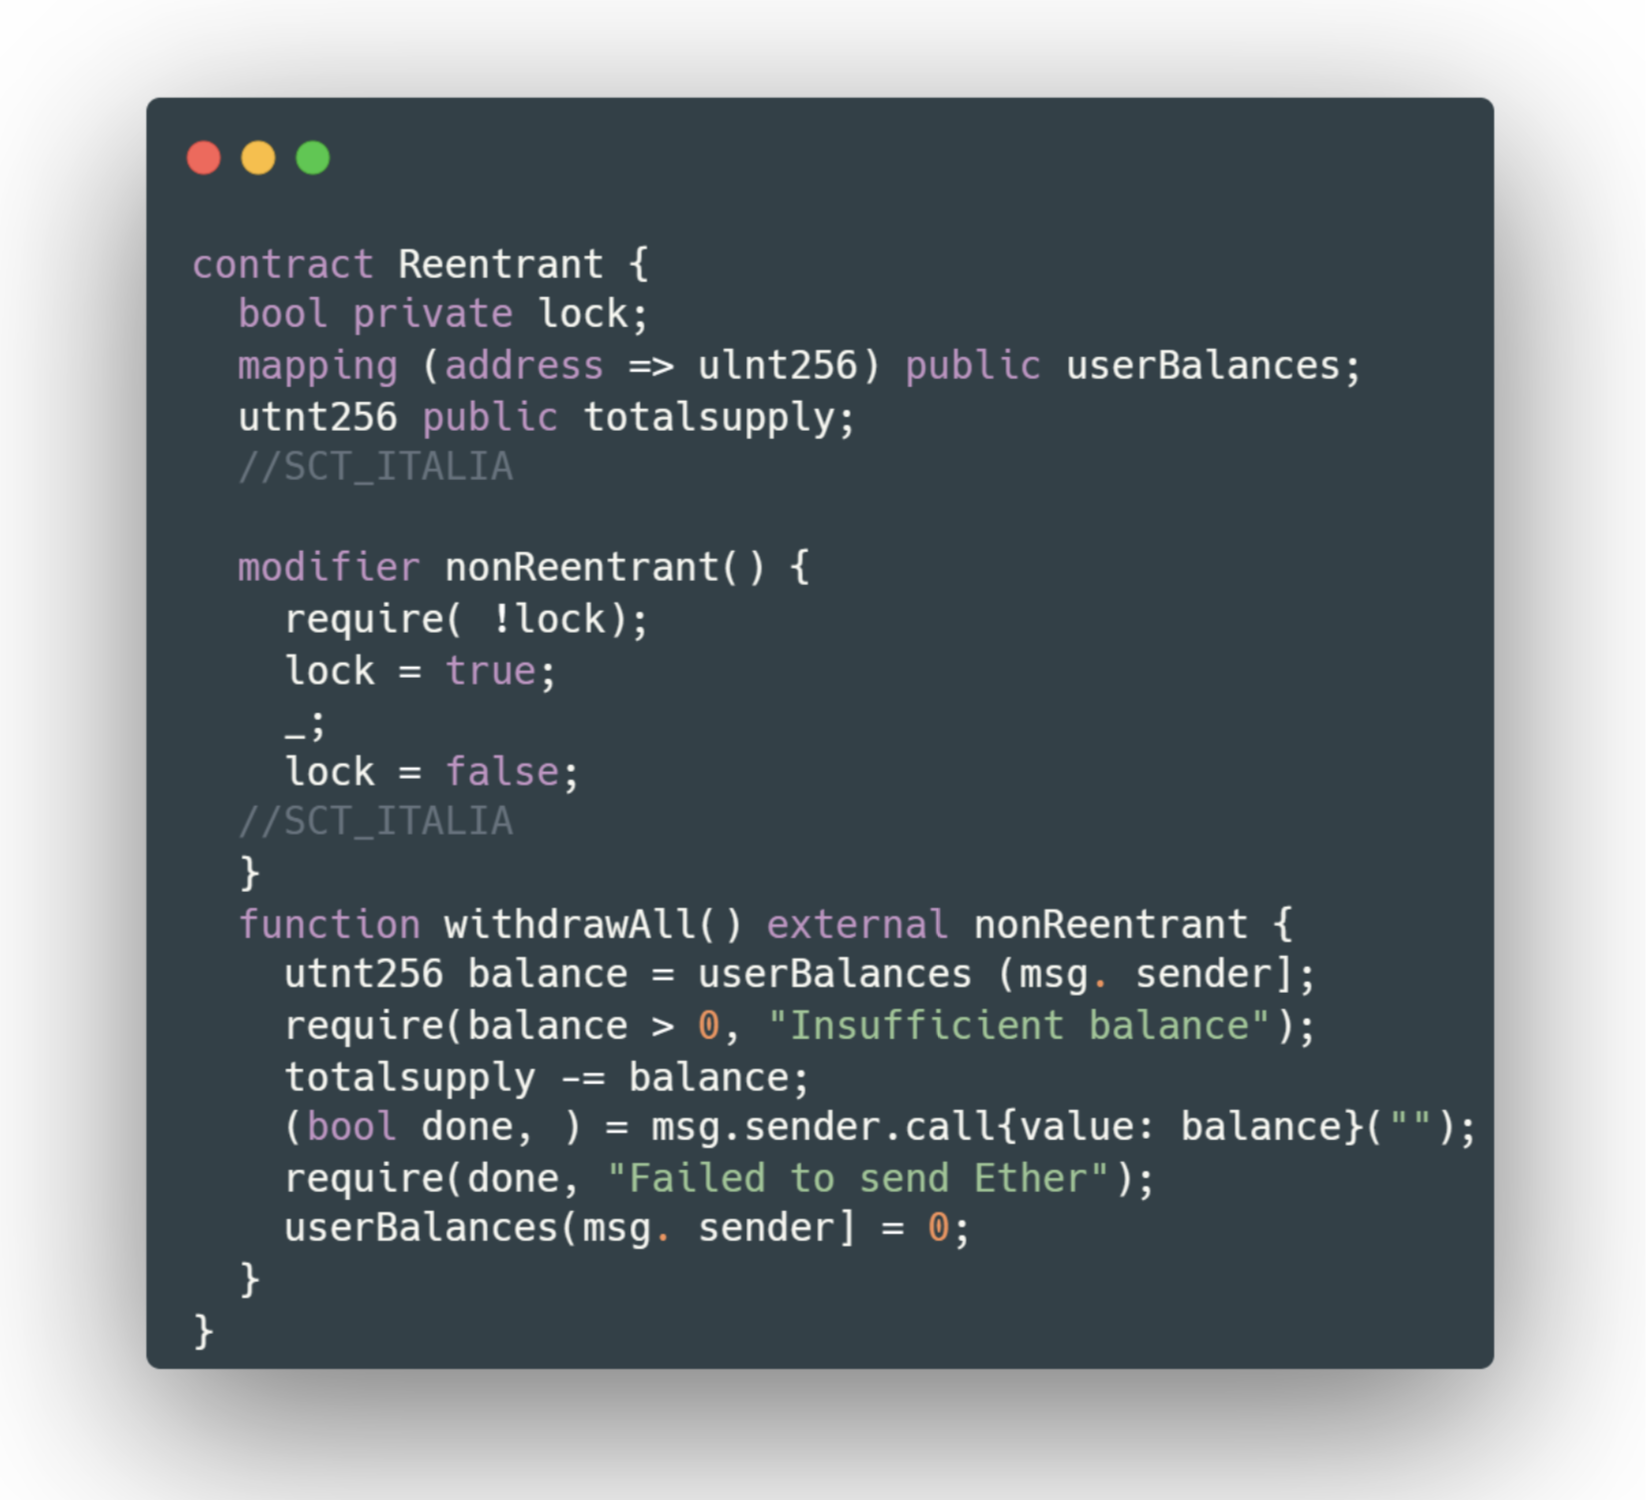 contract Reentrant {
bool private lock;
mapping (address => ulnt256) public userBalances;
utnt256 public totalsupply;
//SCT_ITALIA
modifier nonReentrant() {
require( !lock);
lock = true;
_;
lock = false;
//SCT_ITALIA
}
function withdrawAll() external nonReentrant {
utnt256 balance = userBalances (msg. sender];
require(balance > 0, "Insufficient balance");
totalsupply -= balance;
(bool done, ) = msg.sender.call{value: balance}("");
require(done, "Failed to send Ether");
userBalances(msg. sender] = 0;
}
}